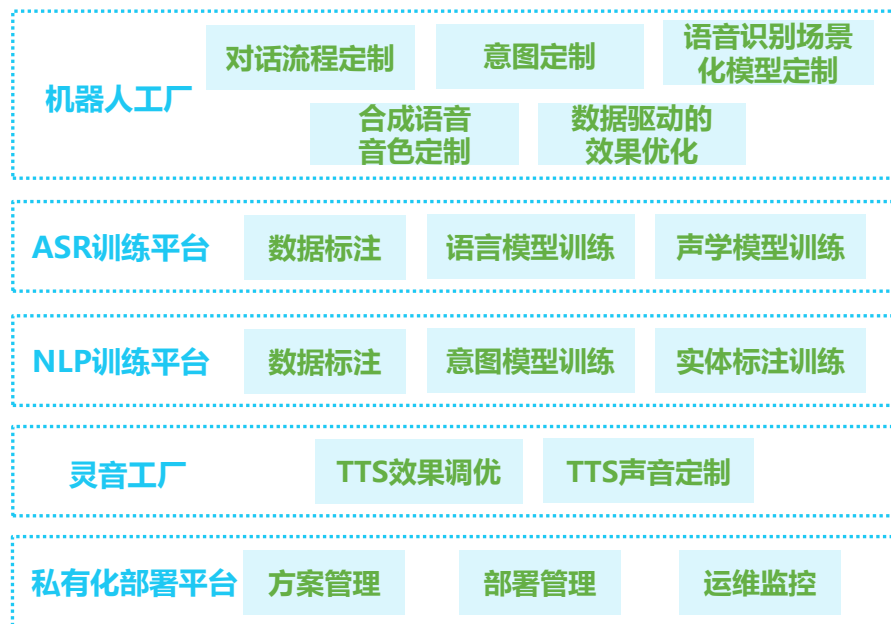 机器人工厂
对话流程定制
意图定制
语音识别场景
化模型定制
合成语音
音色定制
数据驱动的
效果优化
ASR训练平台
数据标注
语言模型训练
声学模型训练
NLP训练平台
数据标注
意图模型训练
实体标注训练
灵音工厂
TTS效果调优
TTS声音定制
私有化部署平台
方案管理
部署管理
运维监控